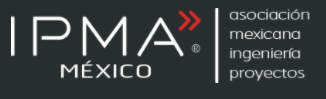 IPMA®
MÉXICO
asociación
mexicana
ingeniería
proyectos